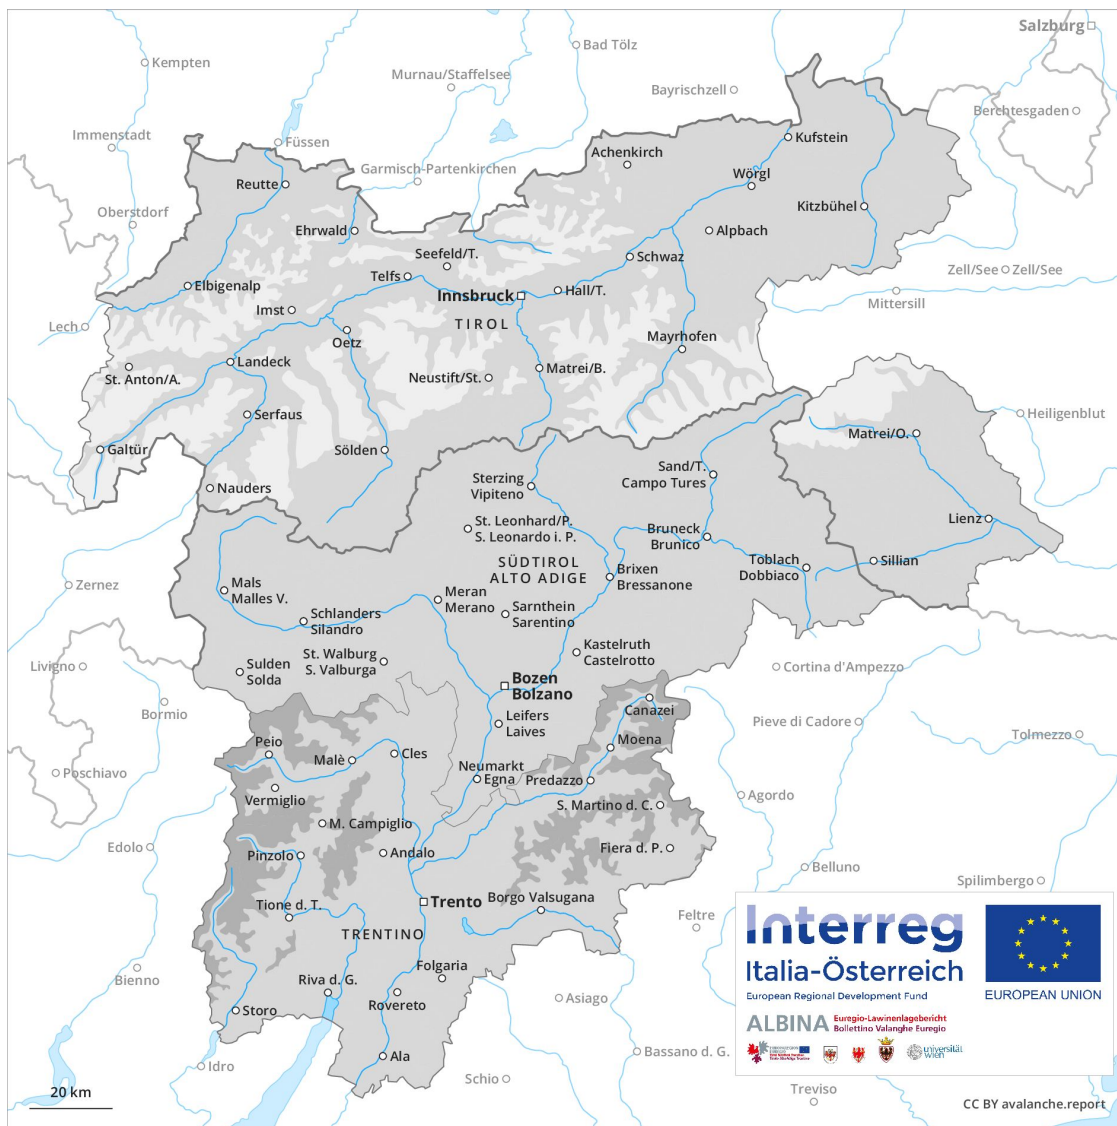 Salzburg
Bad Tölz
Kempten
Murnau/Staffelsee
Bayrischzell
Berchtesgaden
Immenstadt
Füssen
Kufstein
Achenkirch
Garmisch-Partenkirchen
Wörgl
Reutte
Kitzbühel
Oberstdorf
Ehrwald
Alpbach
Seefeld/T.
Schwaz
Zell/See
Zell/See
Telfs
Elbigenalp
Hall/T.
Innsbruck
Mittersill
Imst
TIROL
Lech
Oetz
Mayrhofen
Landeck
Matrei/B.
St. Anton/A.
Neustift/St.
Serfaus
Heiligenblut
Matrei/O.
Galtür
Sölden
Sand/T.
Campo Tures
Sterzing
Vipiteno
Nauders
Lienz
St. Leonhard/P.
S. Leonardo i. P.
Bruneck
Brunico
SÜDTIROL
ALTO ADIGE
Toblach
Dobbiaco
Sillian
Brixen
Bressanone
Zernez
Mals
Malles V.
Meran
Merano
Sarnthein
Sarentino
Schlanders
Silandro
Kastelruth
Castelrotto
St. Walburg
S. Valburga
Livigno
Sulden
Solda
Cortina d'Ampezzo
Bozen
Bolzano
Canazei
Bormio
Leifers
Laives
Pieve di Cadore
Tolmezzo
Moena
Peio
Cles
Malè
Poschiavo
Neumarkt
Egna
Predazzo
Vermiglio
S. Martino d. C.
Agordo
M. Campiglio
Edolo
Pinzolo
Andalo
Fiera d. P.
Belluno
Spilimbergo
Trento
Borgo Valsugana
Tione d. T.
Feltre
TRENTINO
Folgaria
Bienno
Riva d. G.
Rovereto
Asiago
Storo
Ala
Bassano d. G.
Idro
Schio
Treviso
20 km
Interreg
Italia-Österreich
European Regional Development Fund
EUROPEAN UNION
ALBINA
Euregio-Lawinenlagebericht
Bollettino Valanghe Euregio
universität
wien
CC BY avalanche.report